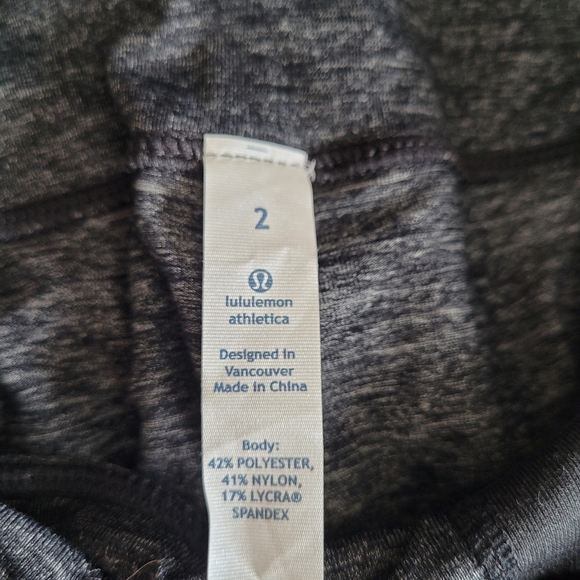 2
lululemon
athletica
Designed in
Vancouver
Made in China
Body:
42% POLYESTER,
41% NYLON,
17% LYCRA®
SPANDEX